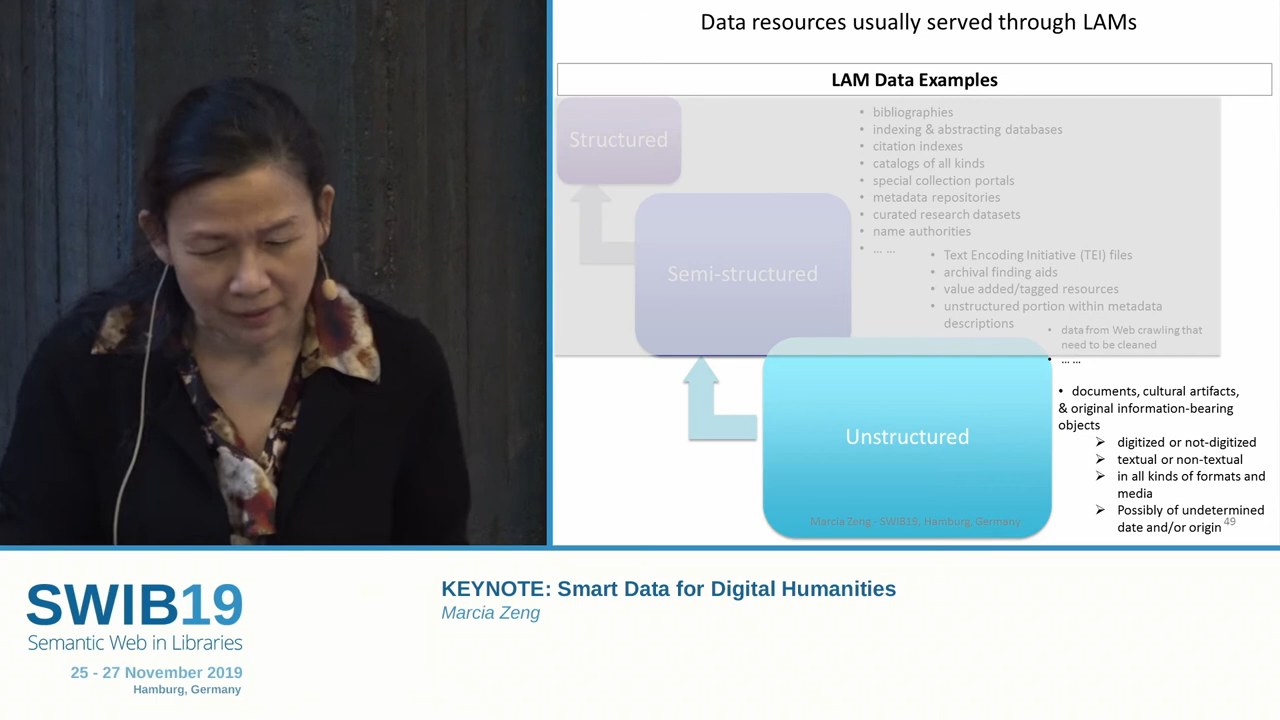 Data resources usually served through LAMs
LAM Data Examples
Structured
• bibliographies
• indexing & abstracting databases
• citation indexes
• catalogs of all kinds
• special collection portals
• metadata repositories
• curated research datasets
• name authorities
• … …
Semi-structured
• Text Encoding Initiative (TEI) files
• archival finding aids
• value added/tagged resources
• unstructured portion within metadata
descriptions
• data from Web crawling that
need to be cleaned
• … …
Unstructured
• documents, cultural artifacts,
& original information-bearing
objects
➢ digitized or not-digitized
➢ textual or non-textual
➢ in all kinds of formats and
media
➢ Possibly of undetermined
date and/or origin
Marcia Zeng - SWIB19, Hamburg, Germany
49
SWIB19
Semantic Web in Libraries
25 - 27 November 2019
Hamburg, Germany
KEYNOTE: Smart Data for Digital Humanities
Marcia Zeng